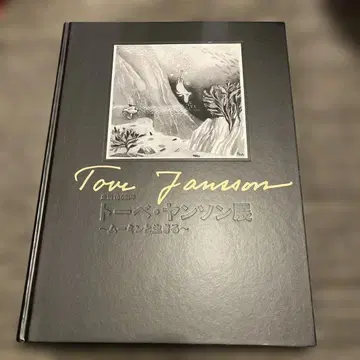 Tove Jansson
トーベ・ヤンソン展
~ムーミンと生きる~